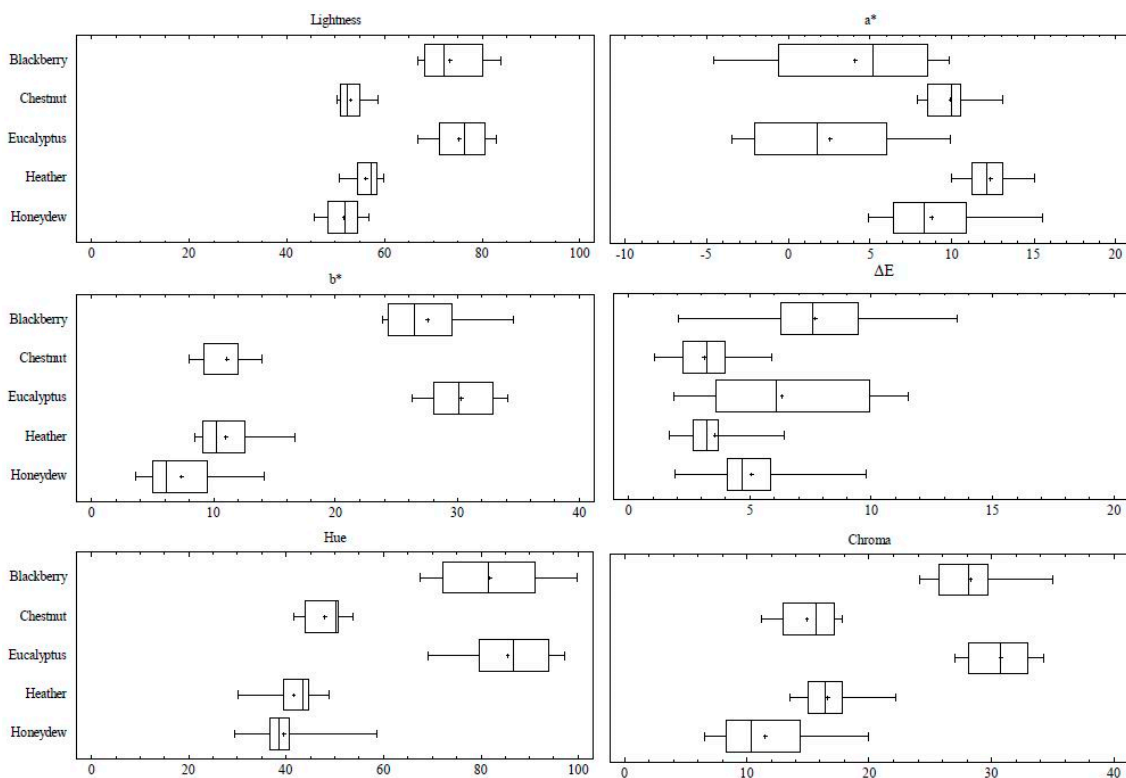 Lightness
a*
Blackberry
Chestnut
Eucalyptus
Heather
Honeydew
0 20 40 60 80 100
-10 -5 0 5 10 15 20
b*
ΔE
Blackberry
Chestnut
Eucalyptus
Heather
Honeydew
0 10 20 30 40
0 5 10 15 20
Hue
Chroma
Blackberry
Chestnut
Eucalyptus
Heather
Honeydew
0 20 40 60 80 100
0 10 20 30 40